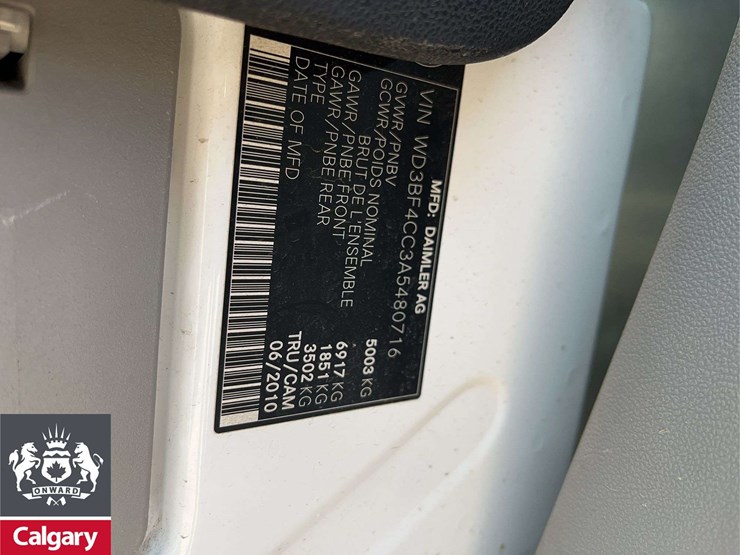 MFD: DAIMLER AG
VIN WD3BF4CC3A5480716
GVWR/PNBV 5003 KG
GCWR/POIDS NOMINAL
BRUT DE L'ENSEMBLE 6917 KG
GAWR/PNBE FRONT 1851 KG
GAWR/PNBE REAR 3502 KG
TYPE TRU/CAM
DATE OF MFD 06/2010
ONWARD
Calgary